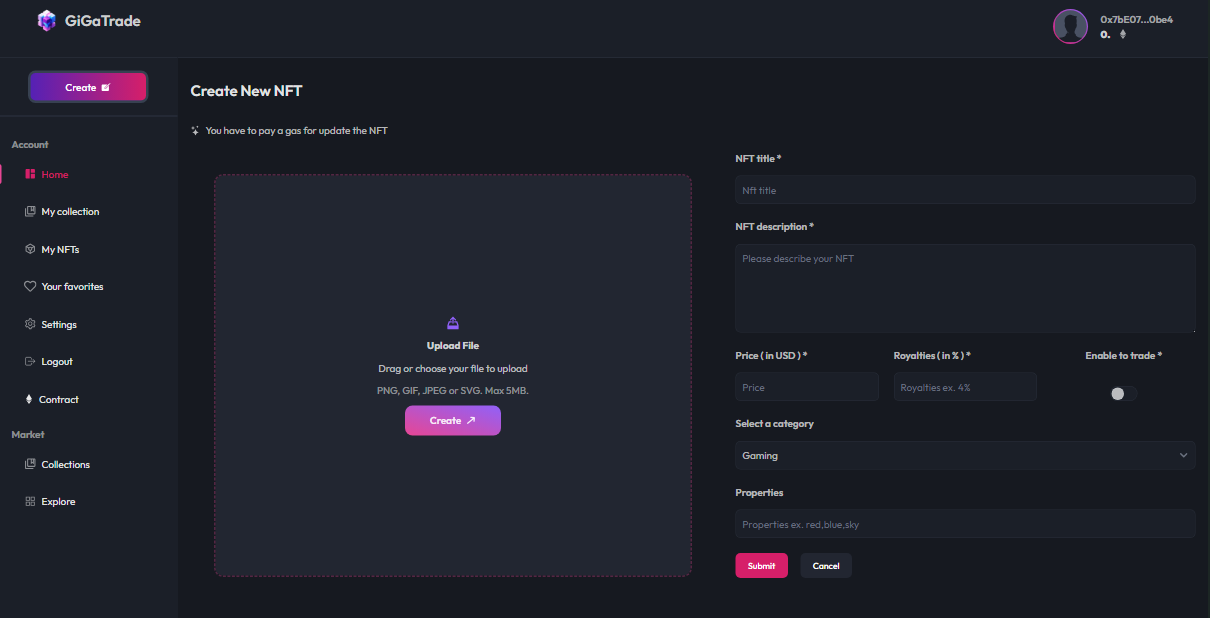 GiGaTrade
0x7bE07...0be4
0.
Create
Account
Home
My collection
My NFTs
Your favorites
Settings
Logout
Contract
Market
Collections
Explore
Create New NFT
You have to pay a gas for update the NFT
Upload File
Drag or choose your file to upload
PNG, GIF, JPEG or SVG. Max 5MB.
Create
NFT title *
Nft title
NFT description *
Please describe your NFT
Price ( in USD ) * Royalties ( in % ) * Enable to trade *
Price Royalties ex. 4%
Select a category
Gaming
Properties
Properties ex. red,blue,sky
Submit Cancel